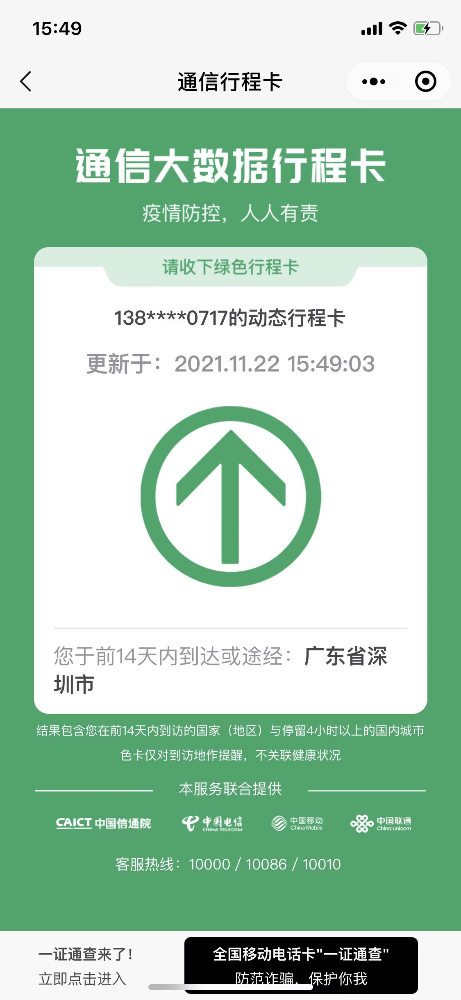 15:49
通信行程卡
通信大数据行程卡
疫情防控，人人有责
请收下绿色行程卡
138****0717的动态行程卡
更新于：2021.11.22 15:49:03
您于前14天内到达或途经：广东省深
圳市
结果包含您在前14天内到访的国家（地区）与停留4小时以上的国内城市
色卡仅对到访地作提醒，不关联健康状况
本服务联合提供
CAICT 中国信通院 中国电信 CHINA TELECOM 中国移动 China Mobile 中国联通 China unicom
客服热线：10000 / 10086 / 10010
一证通查来了！
立即点击进入
全国移动电话卡"一证通查"
防范诈骗，保护你我